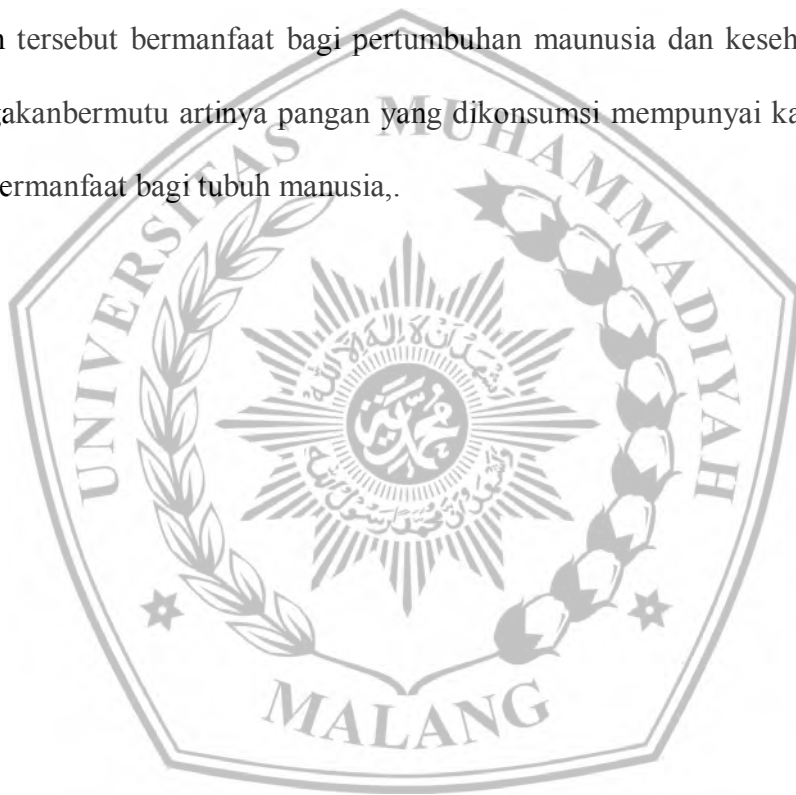 tersebut bermanfaat bagi pertumbuhan maunusia dan keseh
gakanbermutu artinya pangan yang dikonsumsi mempunyai ka
ermanfaat bagi tubuh manusia,.
UNIVERSITAS MUHAMMADIYAH
MALANG